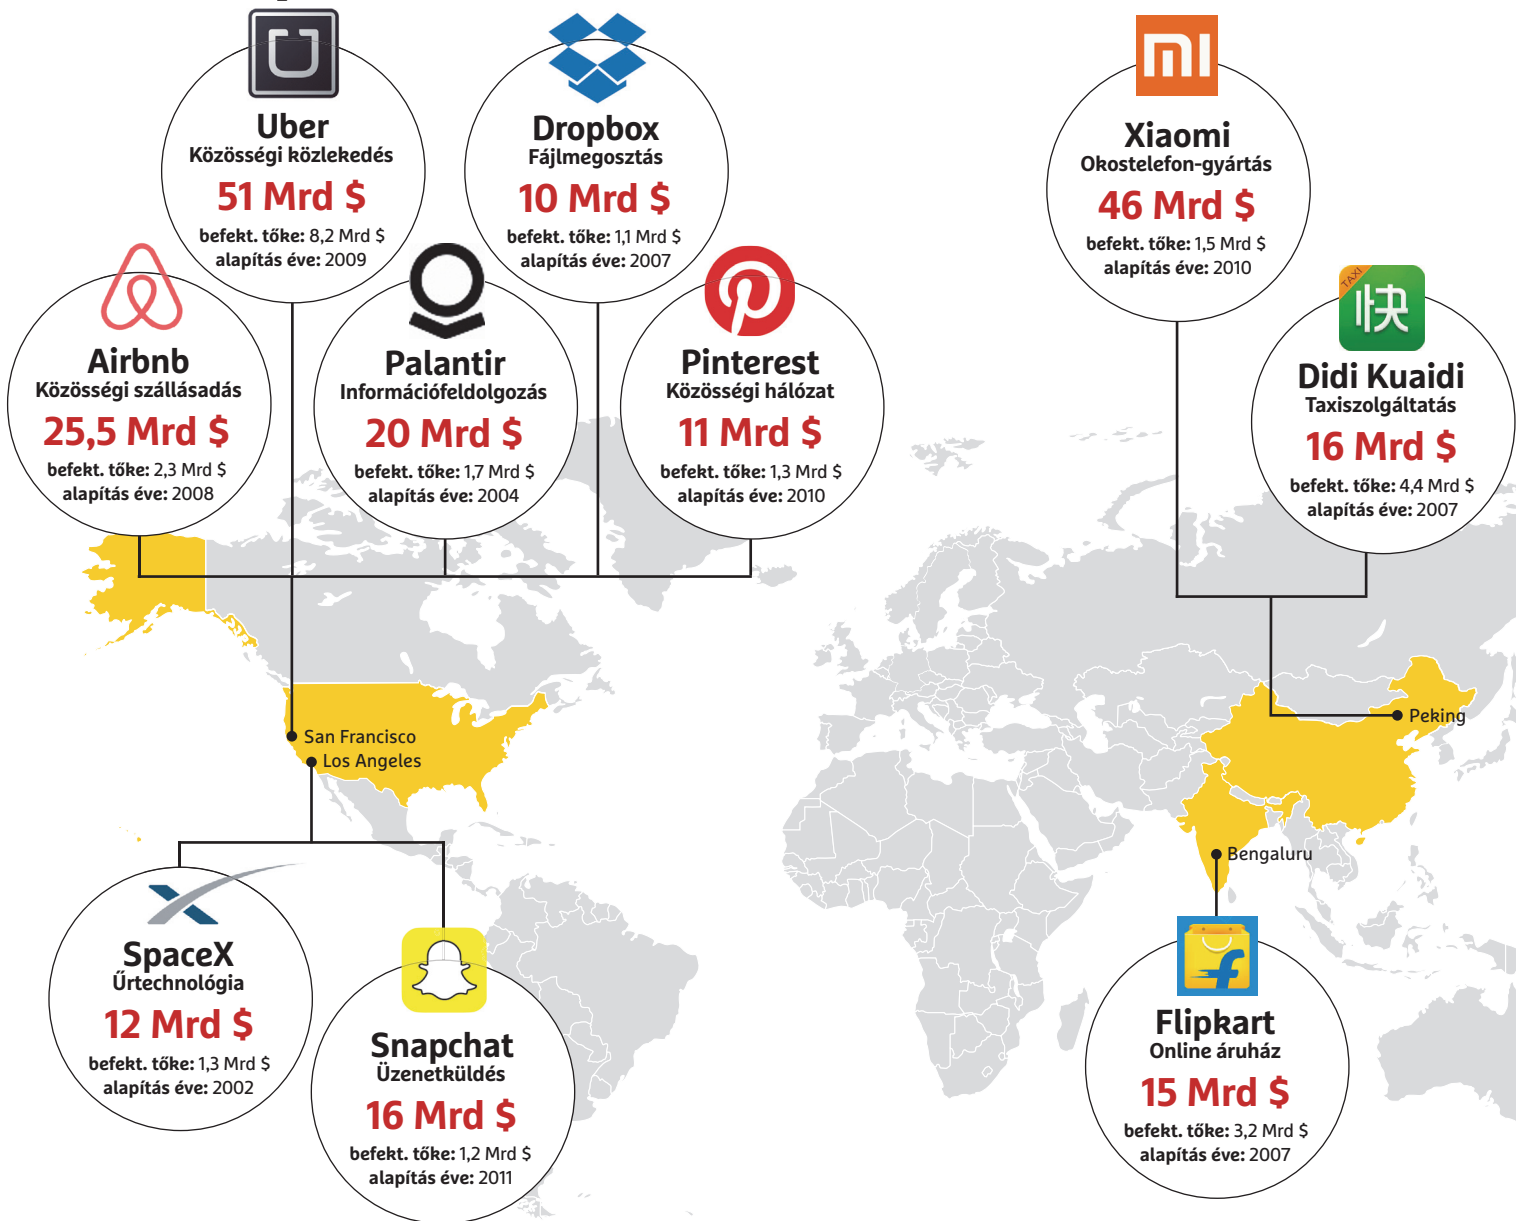 Uber
Közösségi közlekedés
51 Mrd $
befekt. tőke: 8,2 Mrd $
alapítás éve: 2009
Dropbox
Fájlmegosztás
10 Mrd $
befekt. tőke: 1,1 Mrd $
alapítás éve: 2007
Airbnb
Közösségi szállásadás
25,5 Mrd $
befekt. tőke: 2,3 Mrd $
alapítás éve: 2008
Palantir
Információfeldolgozás
20 Mrd $
befekt. tőke: 1,7 Mrd $
alapítás éve: 2004
Pinterest
Közösségi hálózat
11 Mrd $
befekt. tőke: 1,3 Mrd $
alapítás éve: 2010
mi
Xiaomi
Okostelefon-gyártás
46 Mrd $
befekt. tőke: 1,5 Mrd $
alapítás éve: 2010
TAXI
快
Didi Kuaidi
Taxiszolgáltatás
16 Mrd $
befekt. tőke: 4,4 Mrd $
alapítás éve: 2007
San Francisco
Los Angeles
Peking
Bengaluru
SpaceX
Űrtechnológia
12 Mrd $
befekt. tőke: 1,3 Mrd $
alapítás éve: 2002
Snapchat
Üzenetküldés
16 Mrd $
befekt. tőke: 1,2 Mrd $
alapítás éve: 2011
f
Flipkart
Online áruház
15 Mrd $
befekt. tőke: 3,2 Mrd $
alapítás éve: 2007